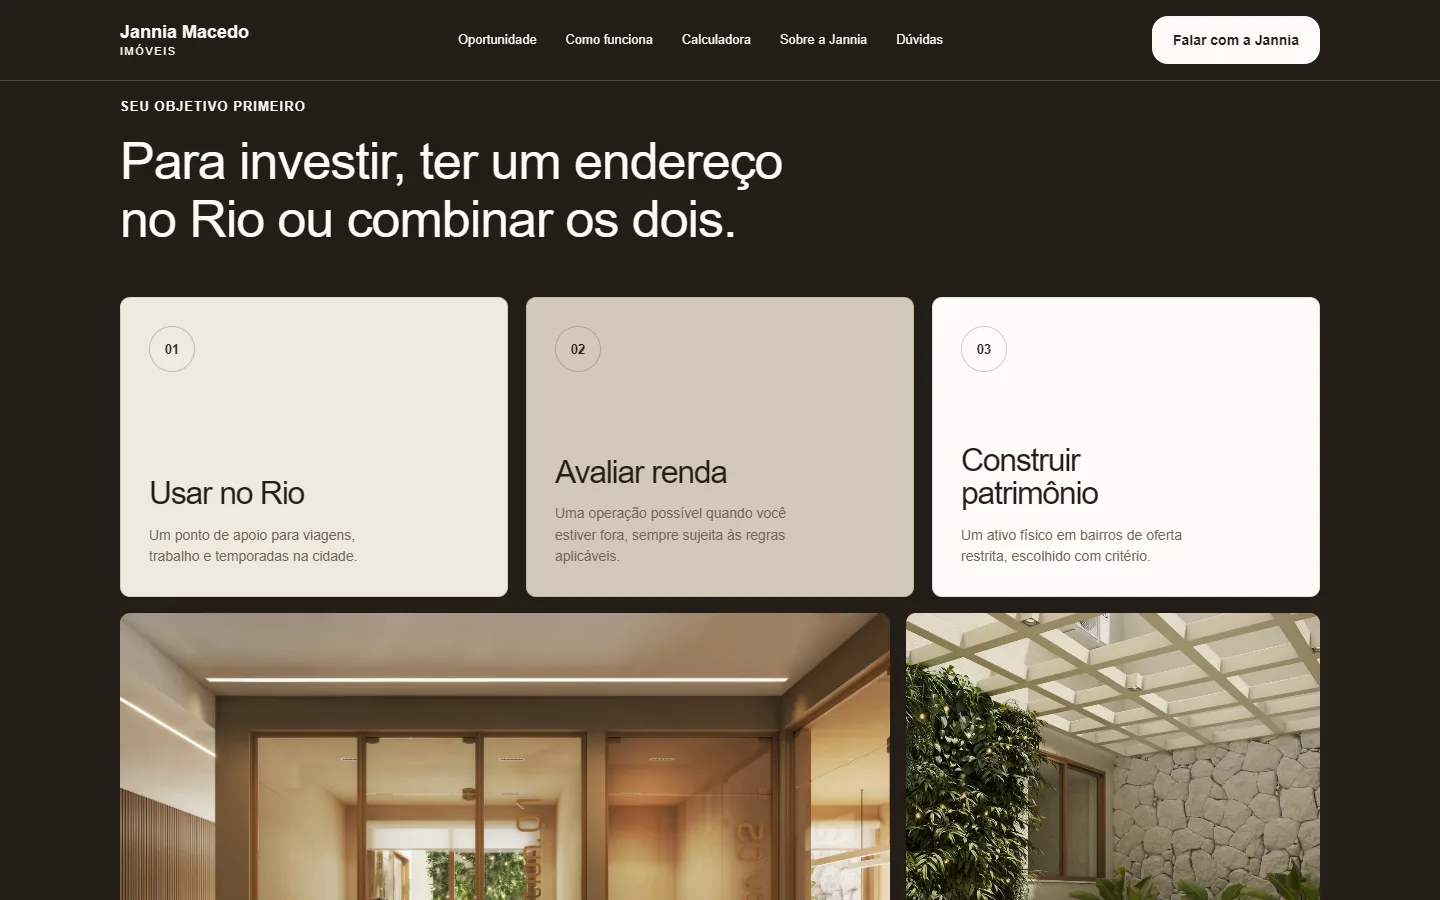 Jannia Macedo
IMÓVEIS
Oportunidade
Como funciona
Calculadora
Sobre a Jannia
Dúvidas
Falar com a Jannia
SEU OBJETIVO PRIMEIRO
Para investir, ter um endereço
no Rio ou combinar os dois.
01
Usar no Rio
Um ponto de apoio para viagens,
trabalho e temporadas na cidade.
02
Avaliar renda
Uma operação possível quando você
estiver fora, sempre sujeita às regras
aplicáveis.
03
Construir
patrimônio
Um ativo físico em bairros de oferta
restrita, escolhido com critério.